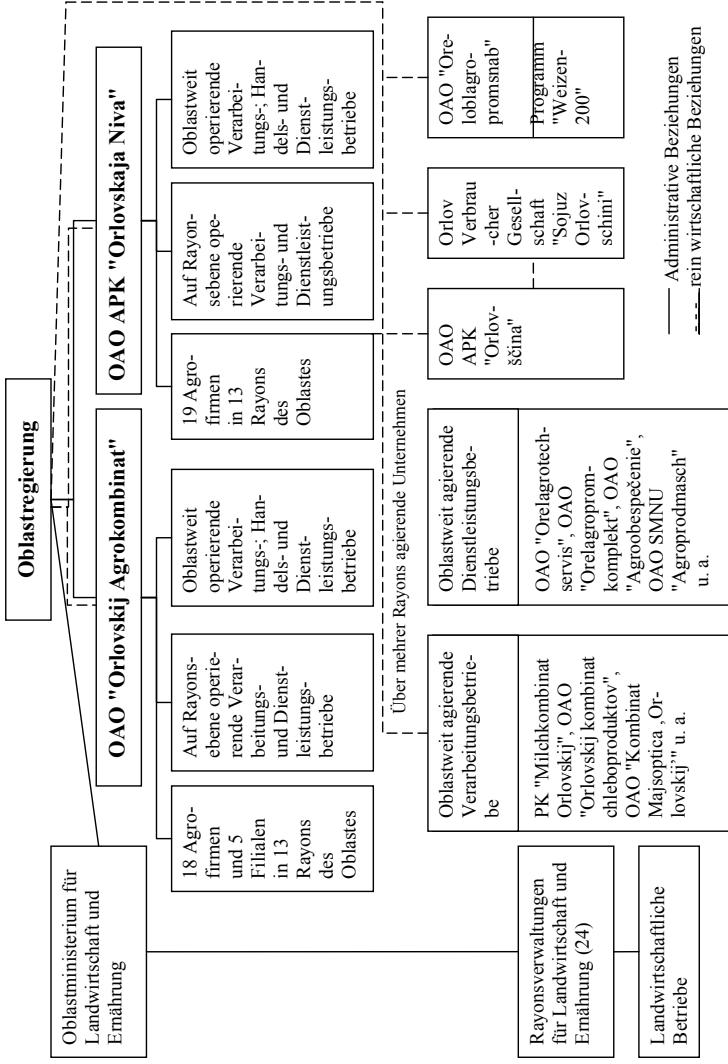 Oblastregierung
Oblastministerium für
Landwirtschaft und
Ernährung
OAO "Orlovskij Agrokombinat"
OAO APK "Orlovskaja Niva"
18 Agro-
firmen
und 5
Filialen
in 13
Rayons
des
Oblastes
Auf Rayons-
ebene operie-
rende Verar-
beitungs-
und Dienst-
leistungs-
betriebe
Oblastweit
operierende
Verarbei-
tungs-; Han-
dels- und
Dienst-
leistungs-
betriebe
19 Agro-
firmen
in 13
Rayons
des
Oblastes
Auf Rayon-
sebene ope-
rierende
Verarbei-
tungs- und
Dienstleist-
ungsbetriebe
Oblastweit
operierende
Verarbei-
tungs-; Han-
dels- und
Dienst-
leistungs-
betriebe
Über mehrer Rayons agierende Unternehmen
Rayonsverwaltungen
für Landwirtschaft und
Ernährung (24)
Landwirtschaftliche
Betriebe
Oblastweit agierende
Verarbeitungsbetrie-
be
PK "Milchkombinat
Orlovskij", OAO
"Orlovskij kombinat
chleboproduktov",
OAO "Kombinat
Majsoptica ‚Or-
lovskij’" u. a.
Oblastweit agierende
Dienstleistungsbe-
triebe
OAO "Orelagrotech-
servis", OAO
"Orelagroprom-
komplekt", OAO
"Agroobespečenie",
OAO SMNU
"Agroprodmasch"
u. a.
OAO
APK
"Orlov-
ščina"
Orlov
Verbrau
-cher
Gesell-
schaft
"Sojuz
Orlov-
schini"
OAO "Ore-
loblagro-
promsnab"
Programm
"Weizen-
200"
Administrative Beziehungen
rein wirtschaftliche Beziehungen